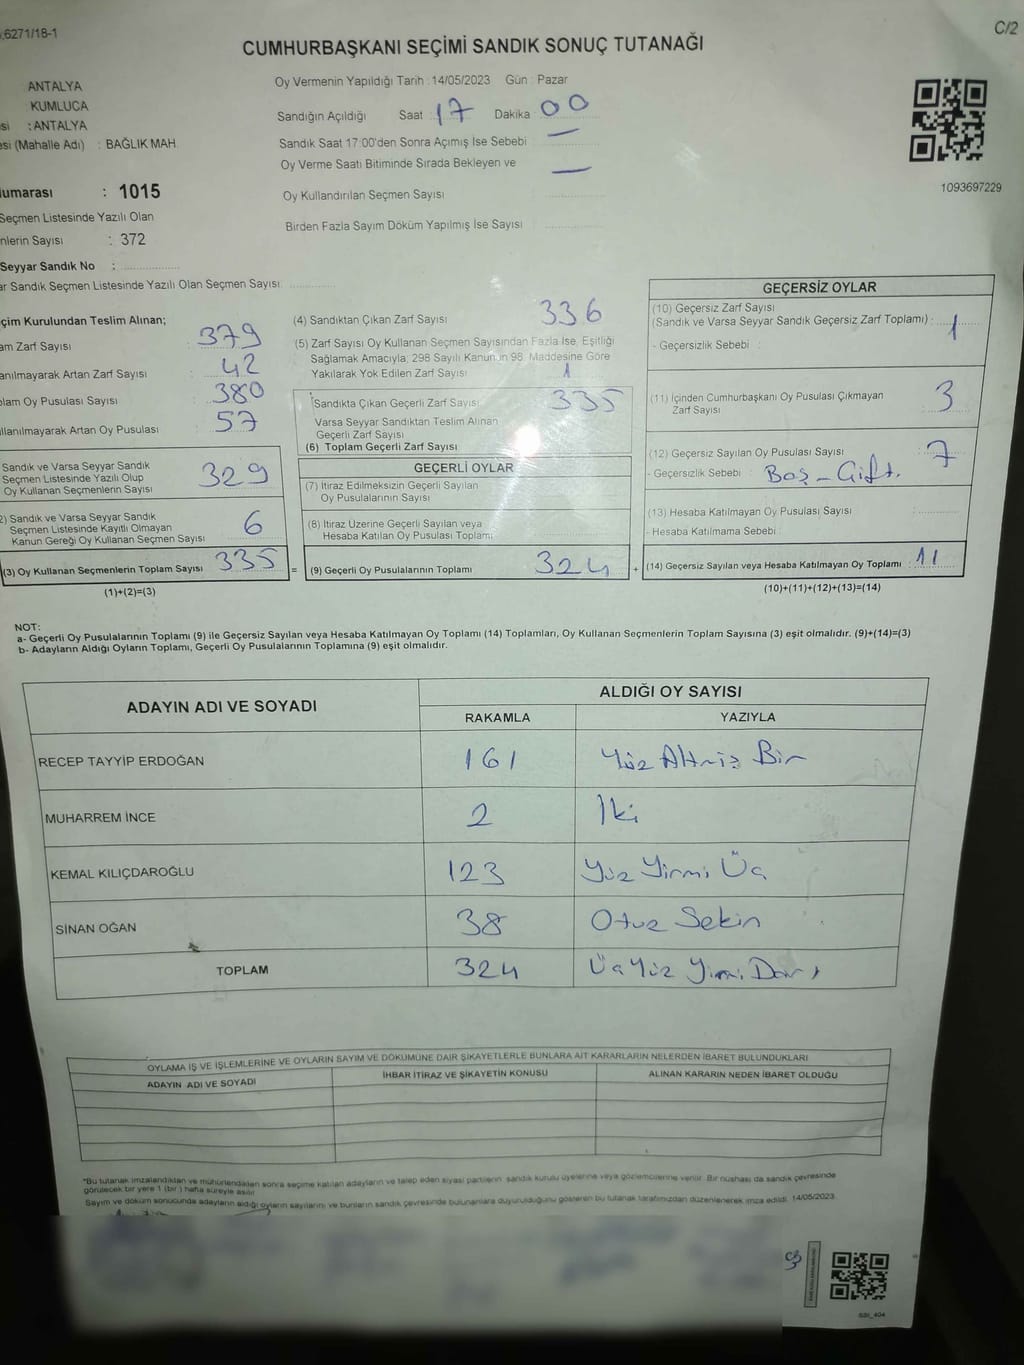 6271/18-1
C/2
CUMHURBAŞKANI SEÇİMİ SANDIK SONUÇ TUTANAĞI
ANTALYA
KUMLUCA
si : ANTALYA
esi (Mahalle Adı) : BAĞLIK MAH.
umarası : 1015
Seçmen Listesinde Yazılı Olan
nlerin Sayısı : 372
Seyyar Sandık No :
ar Sandık Seçmen Listesinde Yazılı Olan Seçmen Sayısı
Oy Vermenin Yapıldığı Tarih : 14/05/2023 Gün : Pazar
Sandığın Açıldığı Saat 17 Dakika 00
Sandık Saat 17:00'den Sonra Açımış İse Sebebi —
Oy Verme Saati Bitiminde Sırada Bekleyen ve —
Oy Kullandırılan Seçmen Sayısı
Birden Fazla Sayım Döküm Yapılmış İse Sayısı
1093697229
çim Kurulundan Teslim Alınan;
am Zarf Sayısı : 379
anılmayarak Artan Zarf Sayısı : 42
olam Oy Pusulası Sayısı : 380
llanılmayarak Artan Oy Pusulası : 57
Sandık ve Varsa Seyyar Sandık
Seçmen Listesinde Yazılı Olup
Oy Kullanan Seçmenlerin Sayısı 329
2) Sandık ve Varsa Seyyar Sandık
Seçmen Listesinde Kayıtlı Olmayan
Kanun Gereği Oy Kullanan Seçmen Sayısı 6
(3) Oy Kullanan Seçmenlerin Toplam Sayısı 335 =
(1)+(2)=(3)
(4) Sandıktan Çıkan Zarf Sayısı 336
(5) Zarf Sayısı Oy Kullanan Seçmen Sayısından Fazla İse, Eşitliği
Sağlamak Amacıyla; 298 Sayılı Kanunun 98. Maddesine Göre
Yakılarak Yok Edilen Zarf Sayısı 1
Sandıkta Çıkan Geçerli Zarf Sayısı 335
Varsa Seyyar Sandıktan Teslim Alınan
Geçerli Zarf Sayısı
(6) Toplam Geçerli Zarf Sayısı
GEÇERLİ OYLAR
(7) İtiraz Edilmeksizin Geçerli Sayılan
Oy Pusulalarının Sayısı
(8) İtiraz Üzerine Geçerli Sayılan veya
Hesaba Katılan Oy Pusulası Toplamı
(9) Geçerli Oy Pusulalarının Toplamı 324 +
GEÇERSİZ OYLAR
(10) Geçersiz Zarf Sayısı
(Sandık ve Varsa Seyyar Sandık Geçersiz Zarf Toplamı) : 1
- Geçersizlik Sebebi :
(11) İçinden Cumhurbaşkanı Oy Pusulası Çıkmayan
Zarf Sayısı 3
(12) Geçersiz Sayılan Oy Pusulası Sayısı 7
- Geçersizlik Sebebi : Boş - Çift.
(13) Hesaba Katılmayan Oy Pusulası Sayısı :
- Hesaba Katılmama Sebebi :
(14) Geçersiz Sayılan veya Hesaba Katılmayan Oy Toplamı : 11
(10)+(11)+(12)+(13)=(14)
NOT:
a- Geçerli Oy Pusulalarının Toplamı (9) ile Geçersiz Sayılan veya Hesaba Katılmayan Oy Toplamı (14) Toplamları, Oy Kullanan Seçmenlerin Toplam Sayısına (3) eşit olmalıdır. (9)+(14)=(3)
b- Adayların Aldığı Oyların Toplamı, Geçerli Oy Pusulalarının Toplamına (9) eşit olmalıdır.
ADAYIN ADI VE SOYADI
ALDIĞI OY SAYISI
RAKAMLA YAZIYLA
RECEP TAYYİP ERDOĞAN 161 Yüz Altmış Bir
MUHARREM İNCE 2 İki
KEMAL KILIÇDAROĞLU 123 Yüz Yirmi Üç
SİNAN OĞAN 38 Otuz Sekiz
TOPLAM 324 Üç Yüz Yirmi Dört
OYLAMA İŞ VE İŞLEMLERİNE VE OYLARIN SAYIM VE DÖKÜMÜNE DAİR ŞİKAYETLERLE BUNLARA AİT KARARLARIN NELERDEN İBARET BULUNDUKLARI
ADAYIN ADI VE SOYADI İHBAR İTİRAZ VE ŞİKAYETİN KONUSU ALINAN KARARIN NEDEN İBARET OLDUĞU
*Bu tutanak imzalandıktan ve mühürlendikten sonra seçime katılan adayların ve talep eden siyasi partilerin sandık kurulu üyelerine veya gözlemcilerine verilir. Bir nüshası da sandık çevresinde
görülecek bir yere 1 (bir) hafta süreyle asılır.
Sayım ve döküm sonucunda adayların aldığı oyların sayılarını ve bunların sandık çevresinde bulunanlara duyurulduğunu gösteren bu tutanak tarafımızdan düzenlenerek imza edildi. 14/05/2023